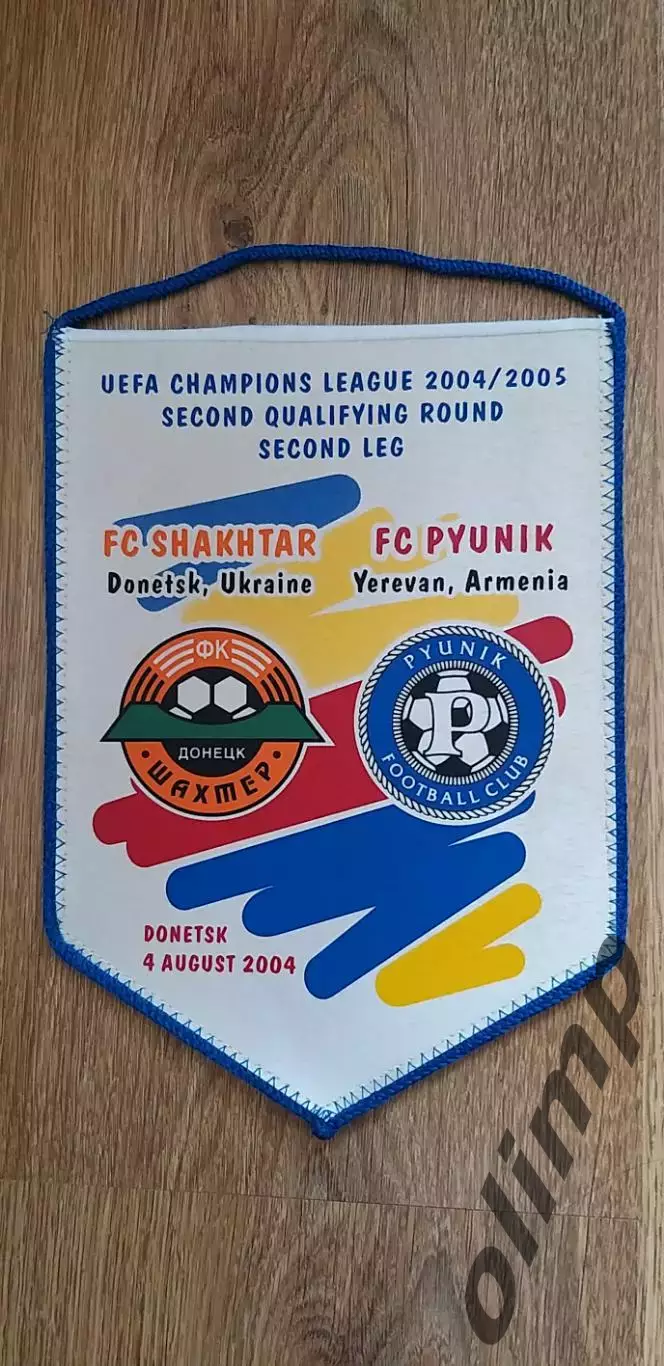 UEFA CHAMPIONS LEAGUE 2004/2005
SECOND QUALIFYING ROUND
SECOND LEG
FC SHAKHTAR
Donetsk, Ukraine
FC PYUNIK
Yerevan, Armenia
ФК
ДОНЕЦК
ШАХТЕР
PYUNIK
P
FOOTBALL CLUB
DONETSK
4 AUGUST 2004
olimp